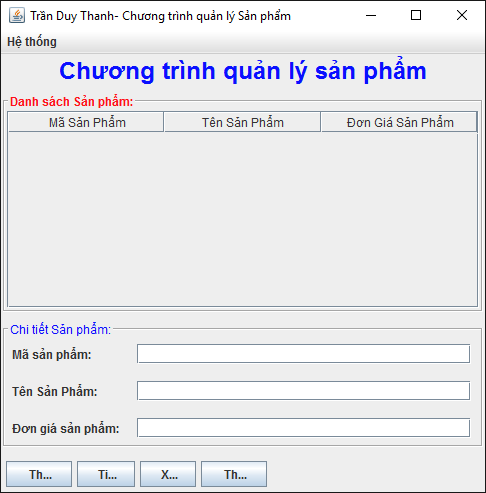 Trần Duy Thanh- Chương trình quản lý Sản phẩm
Hệ thống
Chương trình quản lý sản phẩm
Danh sách Sản phẩm:
Mã Sản Phẩm Tên Sản Phẩm Đơn Giá Sản Phẩm
Chi tiết Sản phẩm:
Mã sản phẩm:
Tên Sản Phẩm:
Đơn giá sản phẩm:
Th... Ti... X... Th...